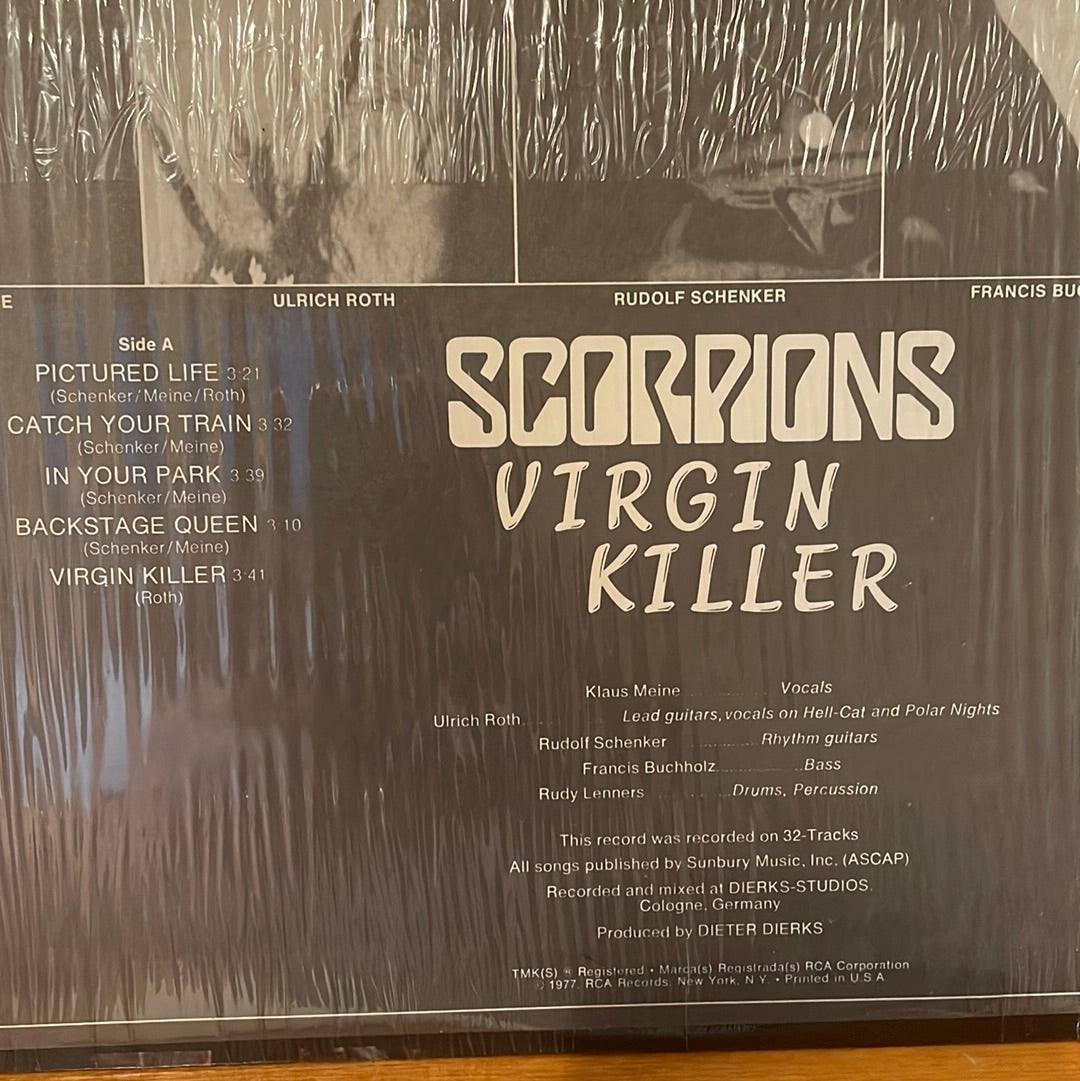 E
ULRICH ROTH
RUDOLF SCHENKER
FRANCIS
Side A
PICTURED LIFE 3:21
(Schenker/Meine/Roth)
CATCH YOUR TRAIN 3:32
(Schenker/Meine)
IN YOUR PARK 3:39
(Schenker/Meine)
BACKSTAGE QUEEN 3:10
(Schenker/Meine)
VIRGIN KILLER 3:41
(Roth)
SCORPIONS
VIRGIN
KILLER
Klaus Meine ........ Vocals
Ulrich Roth ........ Lead guitars, vocals on Hell-Cat and Polar Nights
Rudolf Schenker ........ Rhythm guitars
Francis Buchholz ........ Bass
Rudy Lenners ........ Drums, Percussion
This record was recorded on 32-Tracks
All songs published by Sunbury Music, Inc. (ASCAP)
Recorded and mixed at DIERKS-STUDIOS,
Cologne, Germany
Produced by DIETER DIERKS
TMK(S) ® Registered • Marca(s) Registrada(s) RCA Corporation
© 1977, RCA Records, New York, N.Y. • Printed in U.S.A.